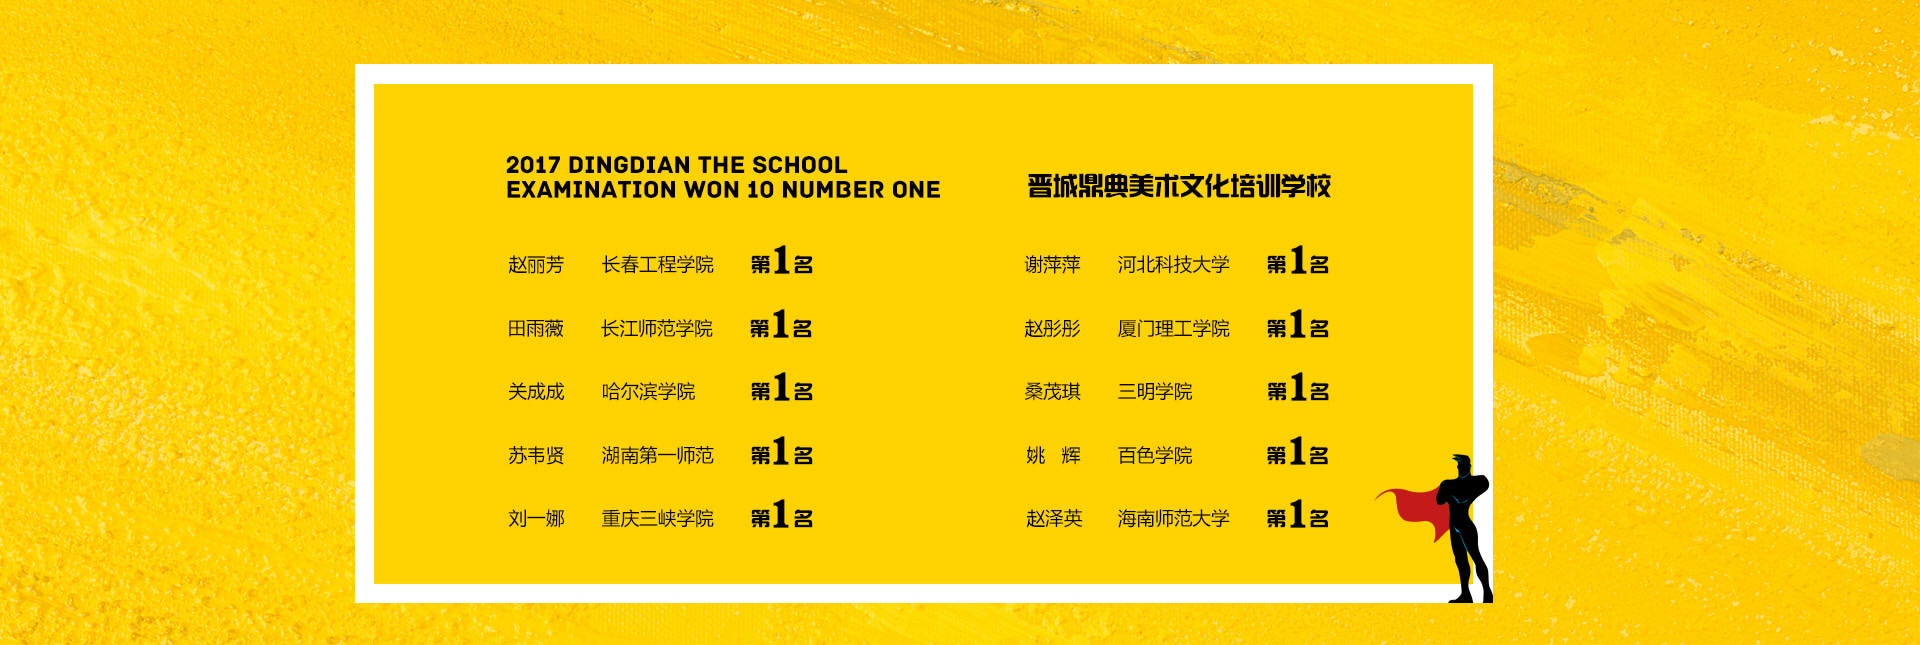 2017 DINGDIAN THE SCHOOL
EXAMINATION WON 10 NUMBER ONE
晋城鼎典美术文化培训学校
赵丽芳 长春工程学院 第1名
田雨薇 长江师范学院 第1名
关成成 哈尔滨学院 第1名
苏韦贤 湖南第一师范 第1名
刘一娜 重庆三峡学院 第1名
谢萍萍 河北科技大学 第1名
赵彤彤 厦门理工学院 第1名
桑茂琪 三明学院 第1名
姚 辉 百色学院 第1名
赵泽英 海南师范大学 第1名